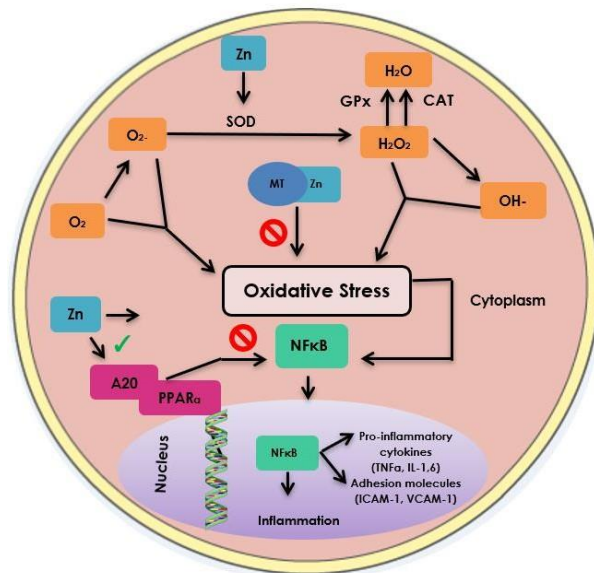 Zn
H₂O
GPx
CAT
SOD
O₂-
H₂O₂
MT
Zn
O₂
OH-
Oxidative Stress
Cytoplasm
Zn
NFκB
A20
PPARα
Nucleus
NFκB
Pro-inflammatory
cytokines
(TNFα, IL-1,6)
Adhesion molecules
(ICAM-1, VCAM-1)
Inflammation